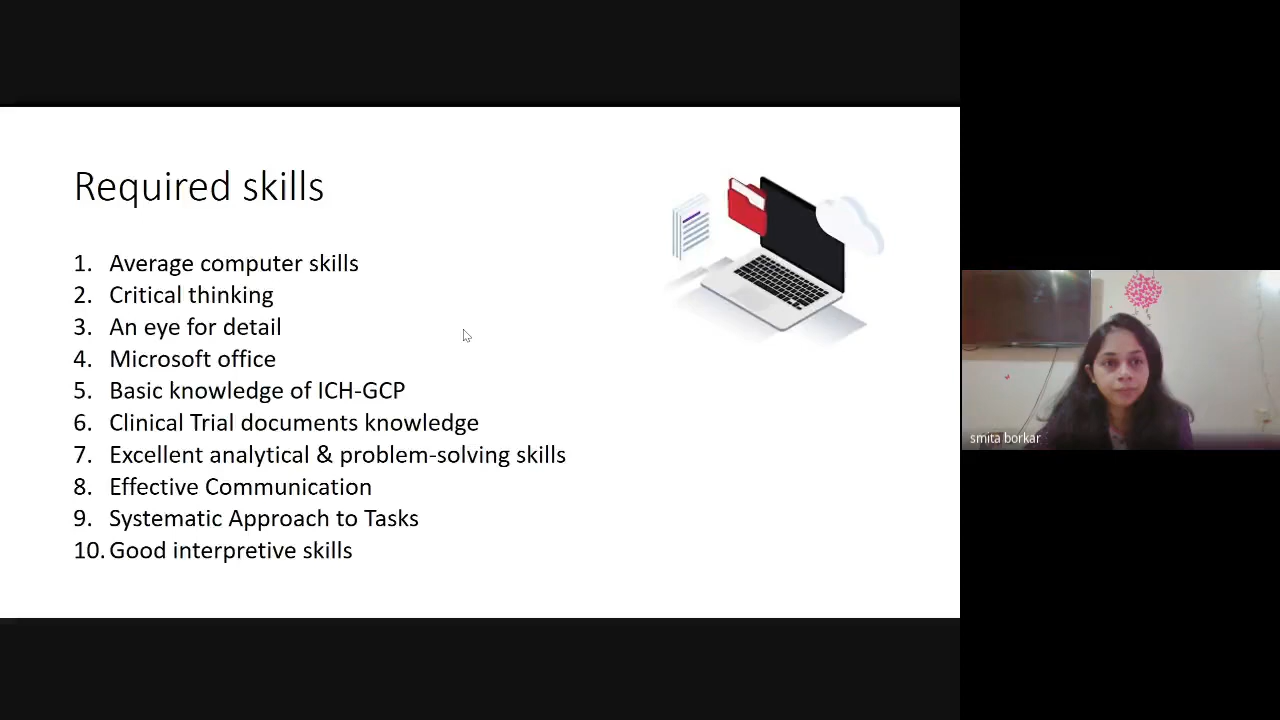 Required skills
1. Average computer skills
2. Critical thinking
3. An eye for detail
4. Microsoft office
5. Basic knowledge of ICH-GCP
6. Clinical Trial documents knowledge
7. Excellent analytical & problem-solving skills
8. Effective Communication
9. Systematic Approach to Tasks
10. Good interpretive skills
smita borkar